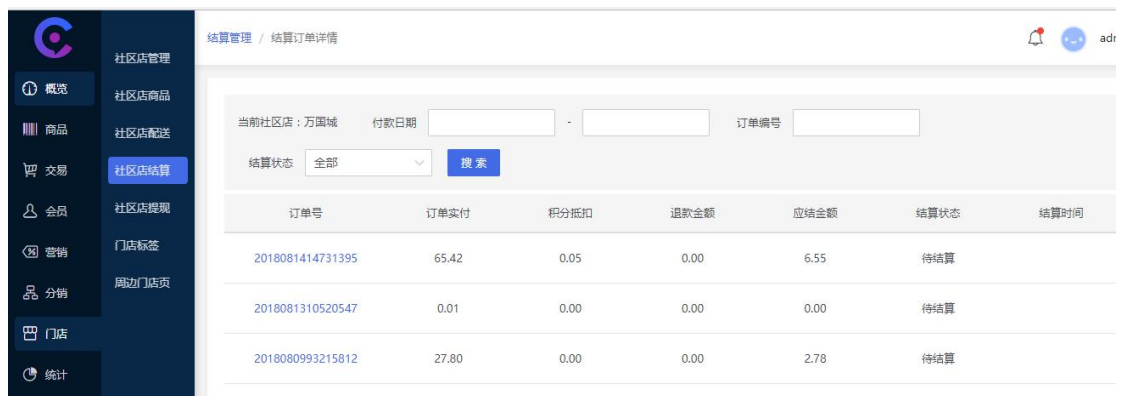 结算管理 / 结算订单详情
adr
概览
商品
交易
会员
营销
分销
门店
统计
社区店管理
社区店商品
社区店配送
社区店结算
社区店提现
门店标签
周边门店页
当前社区店：万国城 付款日期 - 订单编号
结算状态 全部 搜索
订单号 订单实付 积分抵扣 退款金额 应结金额 结算状态 结算时间
2018081414731395 65.42 0.05 0.00 6.55 待结算
2018081310520547 0.01 0.00 0.00 0.00 待结算
2018080993215812 27.80 0.00 0.00 2.78 待结算